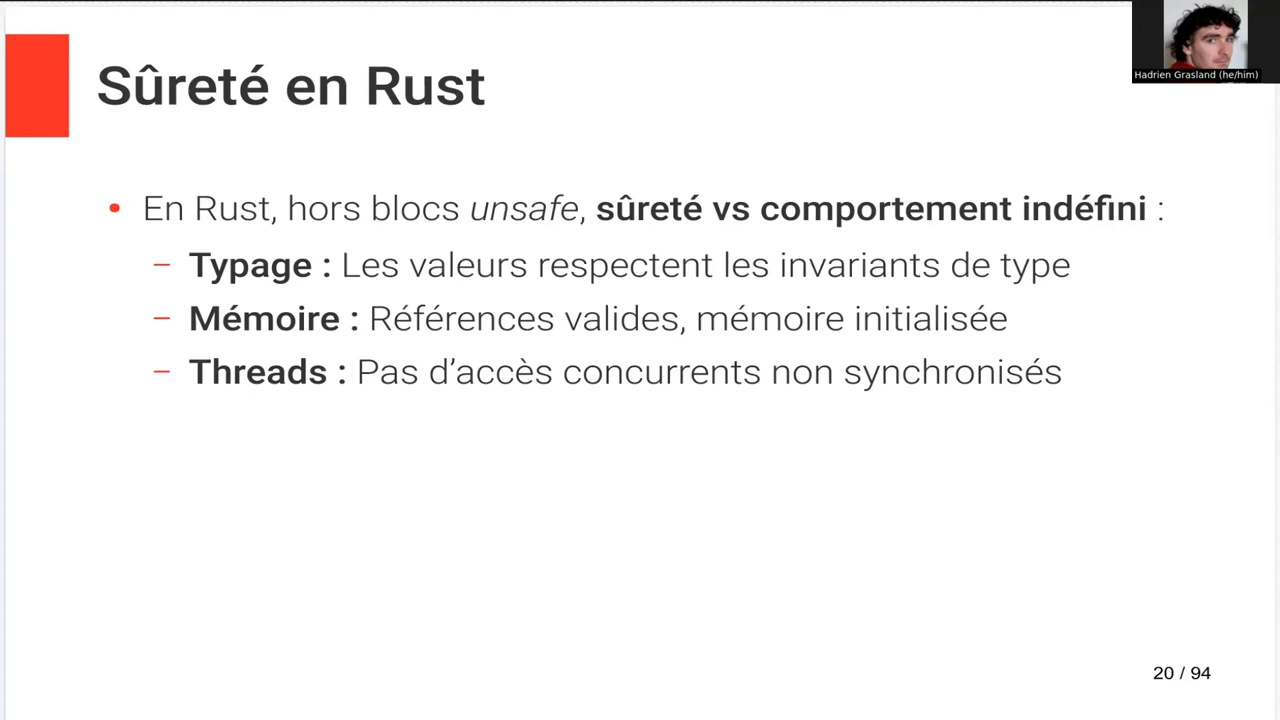 Hadrien Grasland (he/him)
Sûreté en Rust
• En Rust, hors blocs unsafe, sûreté vs comportement indéfini :
– Typage : Les valeurs respectent les invariants de type
– Mémoire : Références valides, mémoire initialisée
– Threads : Pas d’accès concurrents non synchronisés
20 / 94